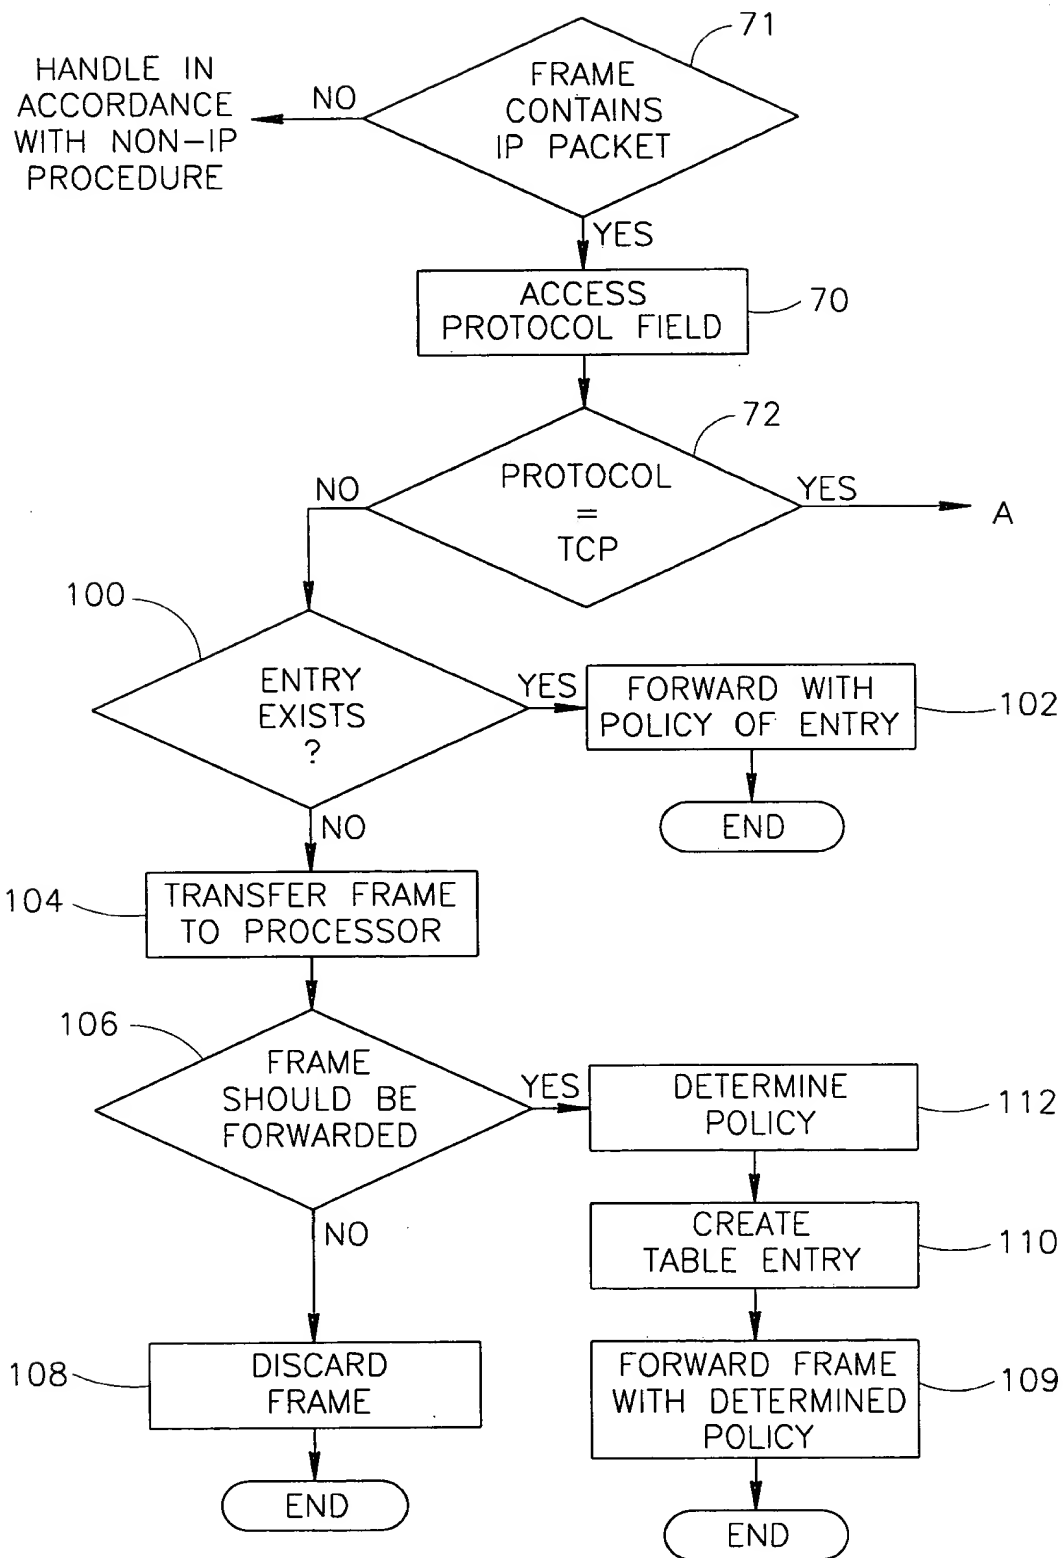 71
HANDLE IN
ACCORDANCE
WITH NON-IP
PROCEDURE
NO
FRAME
CONTAINS
IP PACKET
YES
ACCESS
PROTOCOL FIELD
70
72
NO
PROTOCOL
=
TCP
YES
A
100
ENTRY
EXISTS
?
YES
FORWARD WITH
POLICY OF ENTRY
102
END
NO
104
TRANSFER FRAME
TO PROCESSOR
106
FRAME
SHOULD BE
FORWARDED
YES
DETERMINE
POLICY
112
NO
CREATE
TABLE ENTRY
110
108
DISCARD
FRAME
FORWARD FRAME
WITH DETERMINED
POLICY
109
END
END